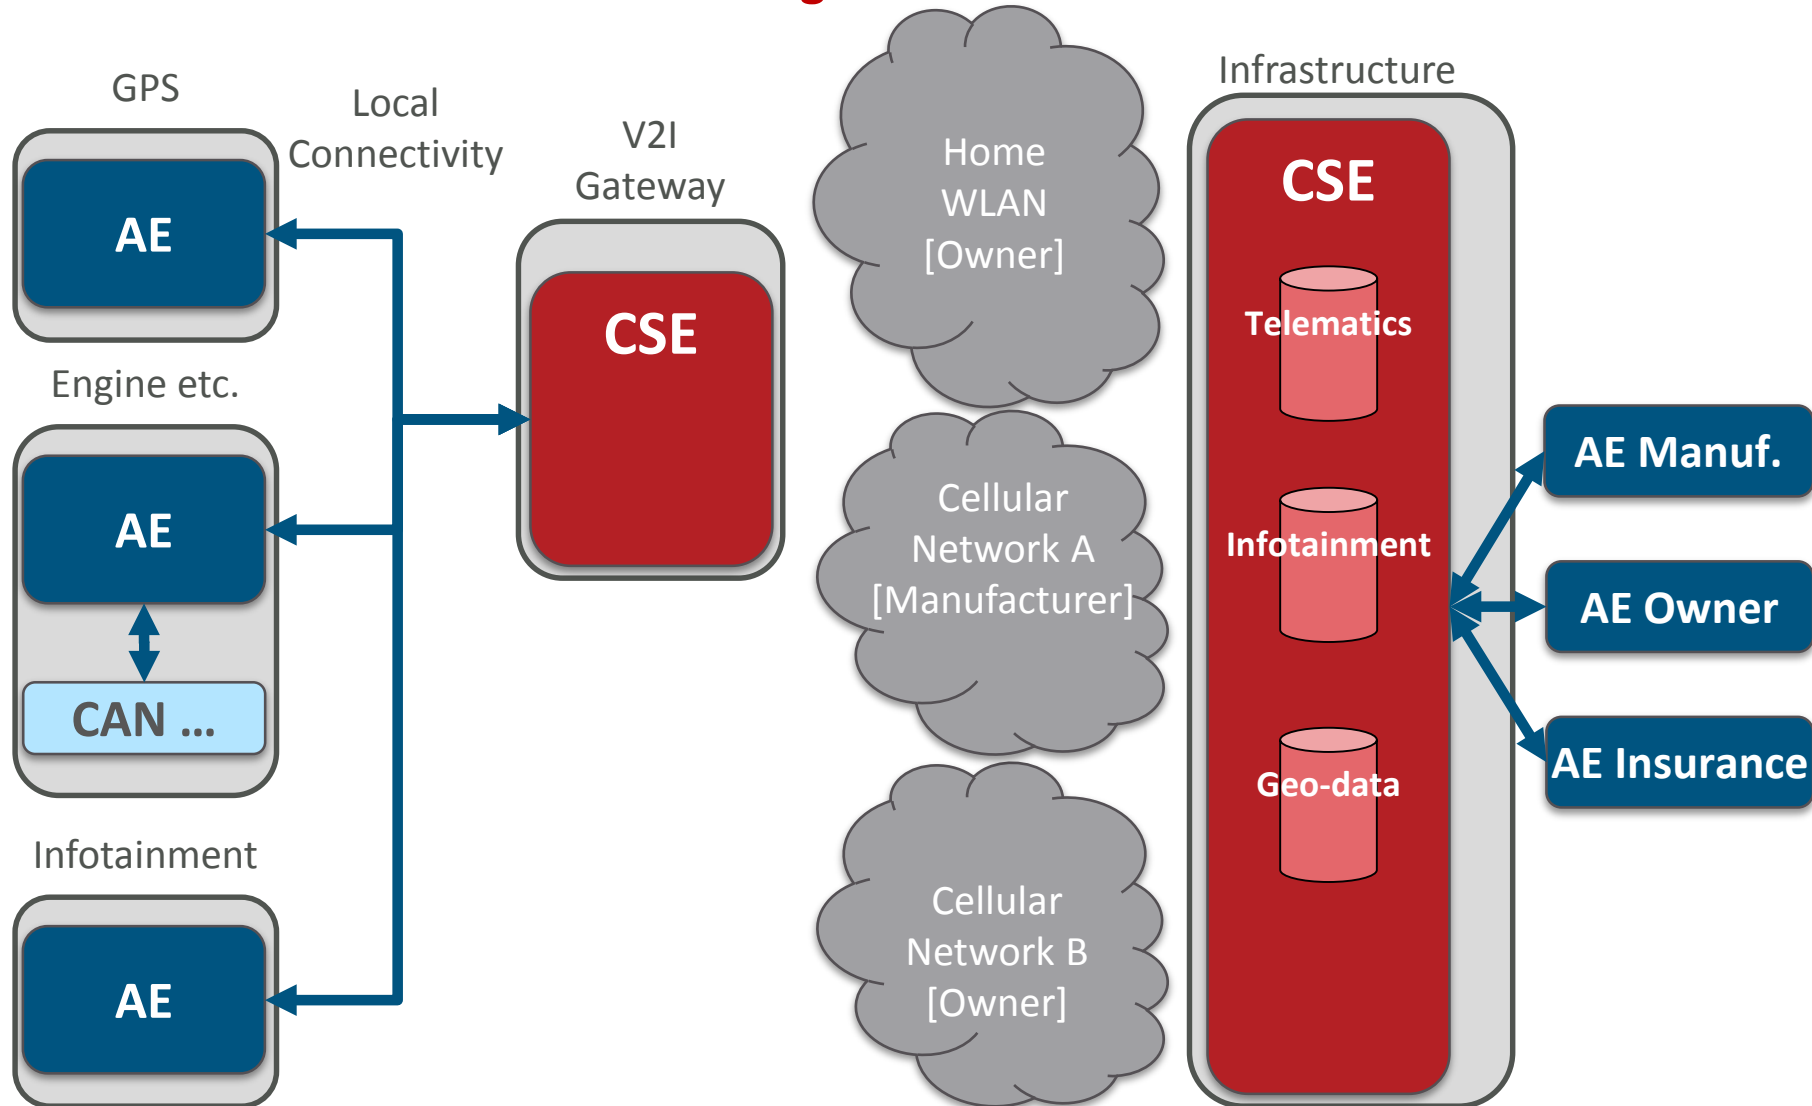 GPS
AE
Engine etc.
AE
CAN ...
Infotainment
AE
Local
Connectivity
V2I
Gateway
CSE
Home
WLAN
[Owner]
Cellular
Network A
[Manufacturer]
Cellular
Network B
[Owner]
Infrastructure
CSE
Telematics
Infotainment
Geo-data
AE Manuf.
AE Owner
AE Insurance